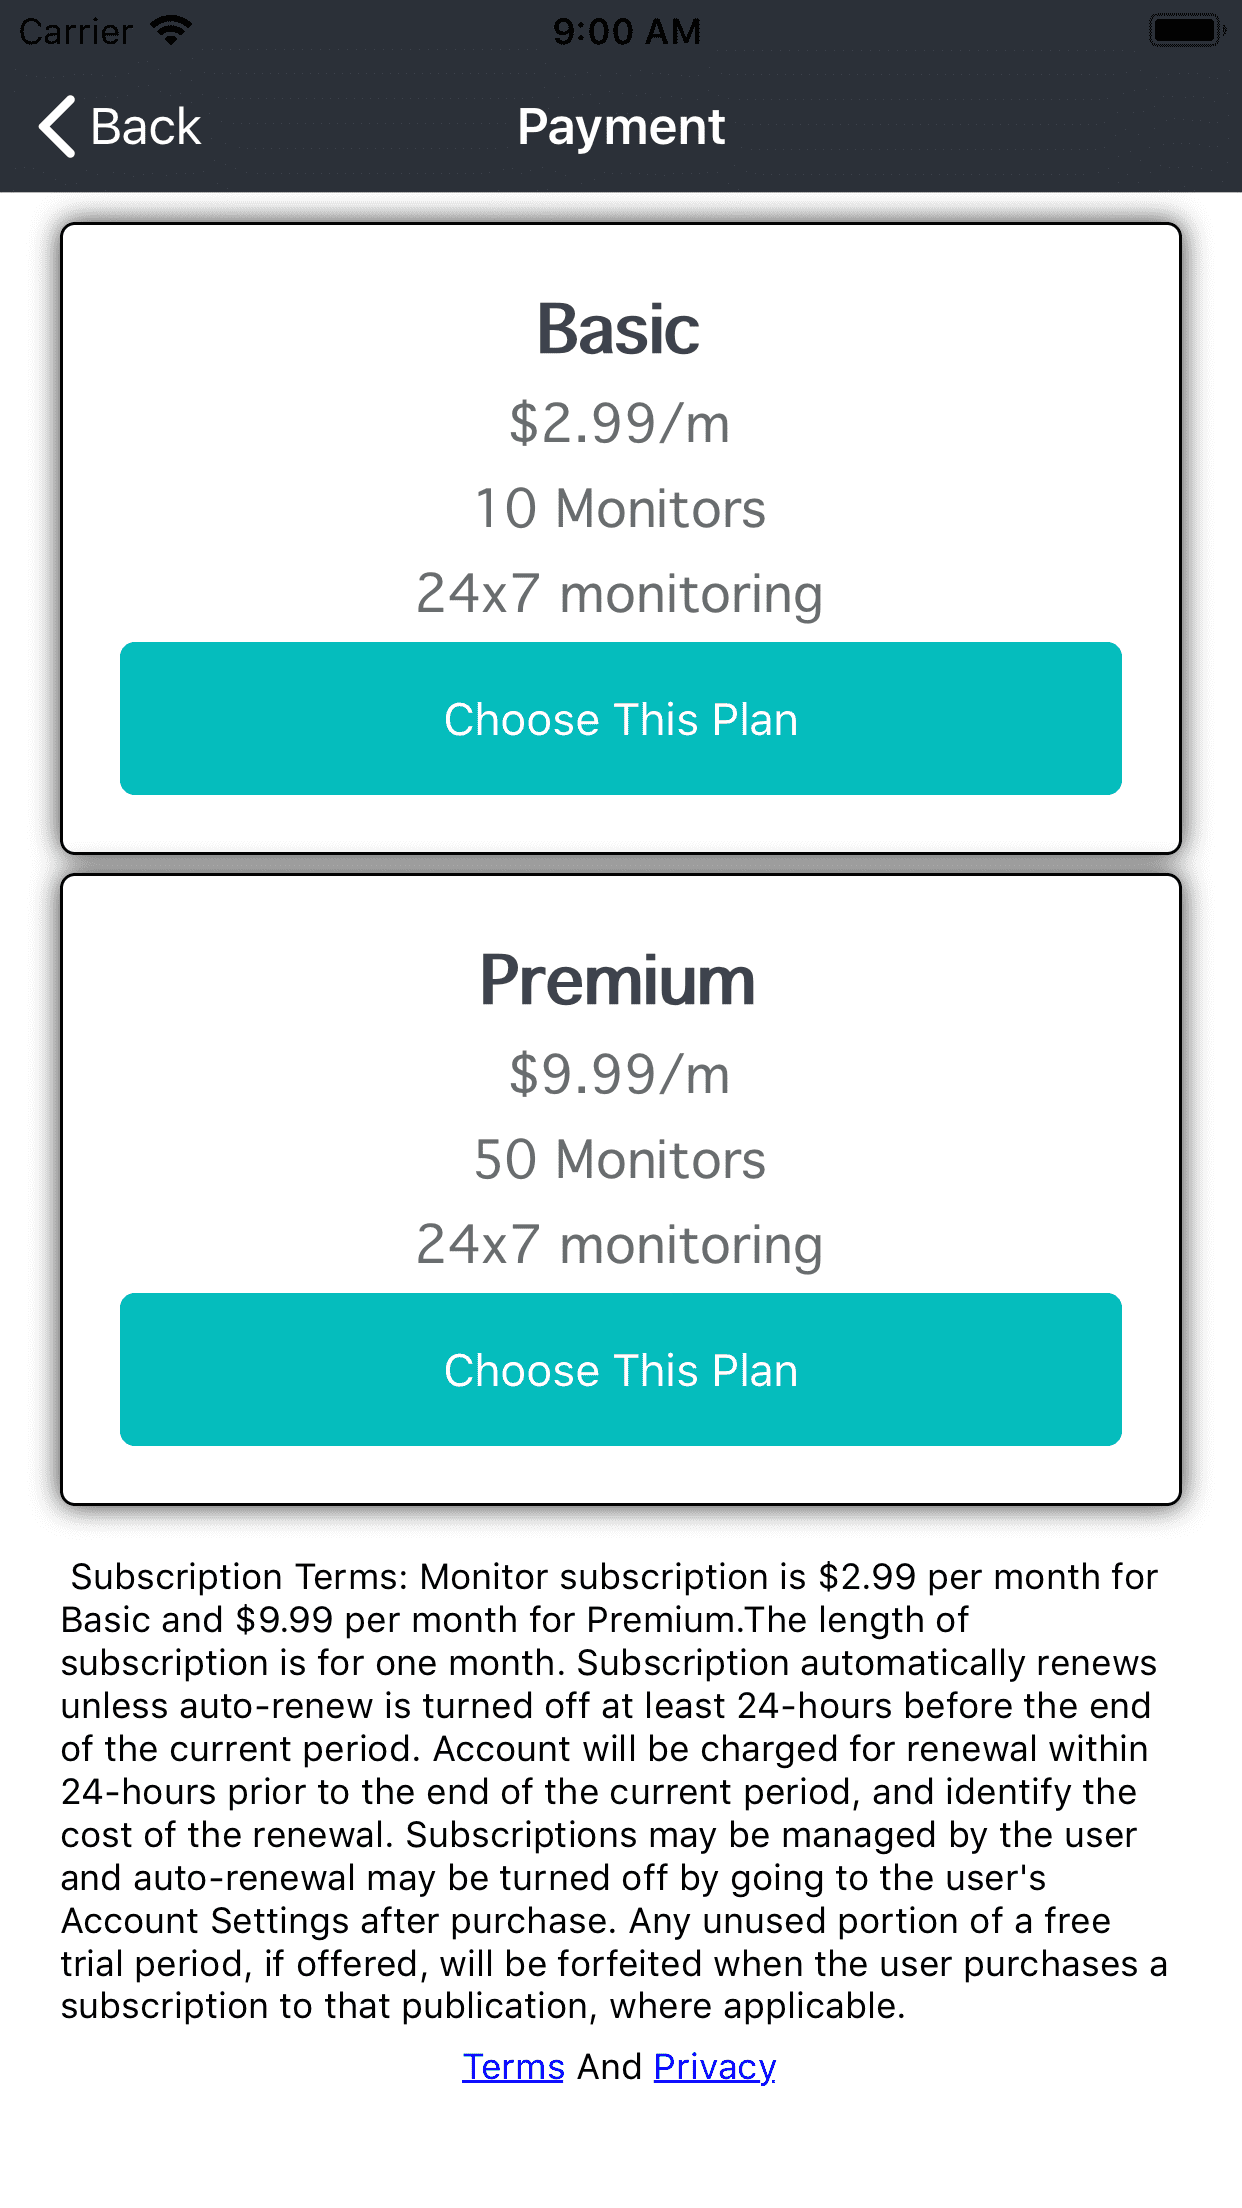 Carrier
9:00 AM
Back
Payment
Basic
$2.99/m
10 Monitors
24x7 monitoring
Choose This Plan
Premium
$9.99/m
50 Monitors
24x7 monitoring
Choose This Plan
Subscription Terms: Monitor subscription is $2.99 per month for
Basic and $9.99 per month for Premium.The length of
subscription is for one month. Subscription automatically renews
unless auto-renew is turned off at least 24-hours before the end
of the current period. Account will be charged for renewal within
24-hours prior to the end of the current period, and identify the
cost of the renewal. Subscriptions may be managed by the user
and auto-renewal may be turned off by going to the user's
Account Settings after purchase. Any unused portion of a free
trial period, if offered, will be forfeited when the user purchases a
subscription to that publication, where applicable.
Terms And Privacy